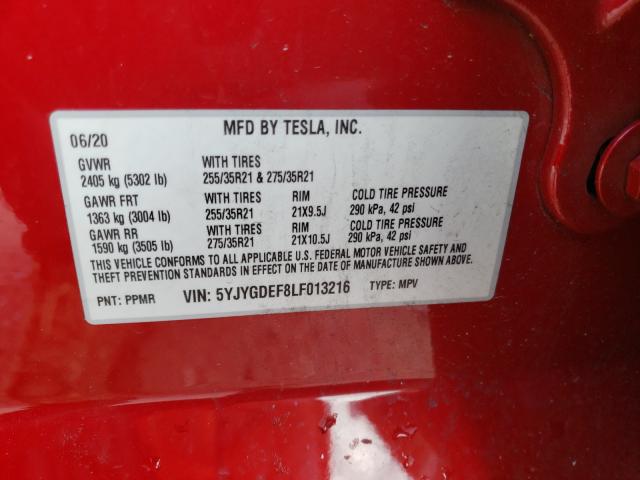 06/20 MFD BY TESLA, INC.
GVWR WITH TIRES
2405 kg (5302 lb) 255/35R21 & 275/35R21
GAWR FRT WITH TIRES RIM COLD TIRE PRESSURE
1363 kg (3004 lb) 255/35R21 21X9.5J 290 kPa, 42 psi
GAWR RR WITH TIRES RIM COLD TIRE PRESSURE
1590 kg (3505 lb) 275/35R21 21X10.5J 290 kPa, 42 psi
THIS VEHICLE CONFORMS TO ALL APPLICABLE U.S. FEDERAL MOTOR VEHICLE SAFETY AND
THEFT PREVENTION STANDARDS IN EFFECT ON THE DATE OF MANUFACTURE SHOWN ABOVE.
PNT: PPMR VIN: 5YJYGDEF8LF013216 TYPE: MPV